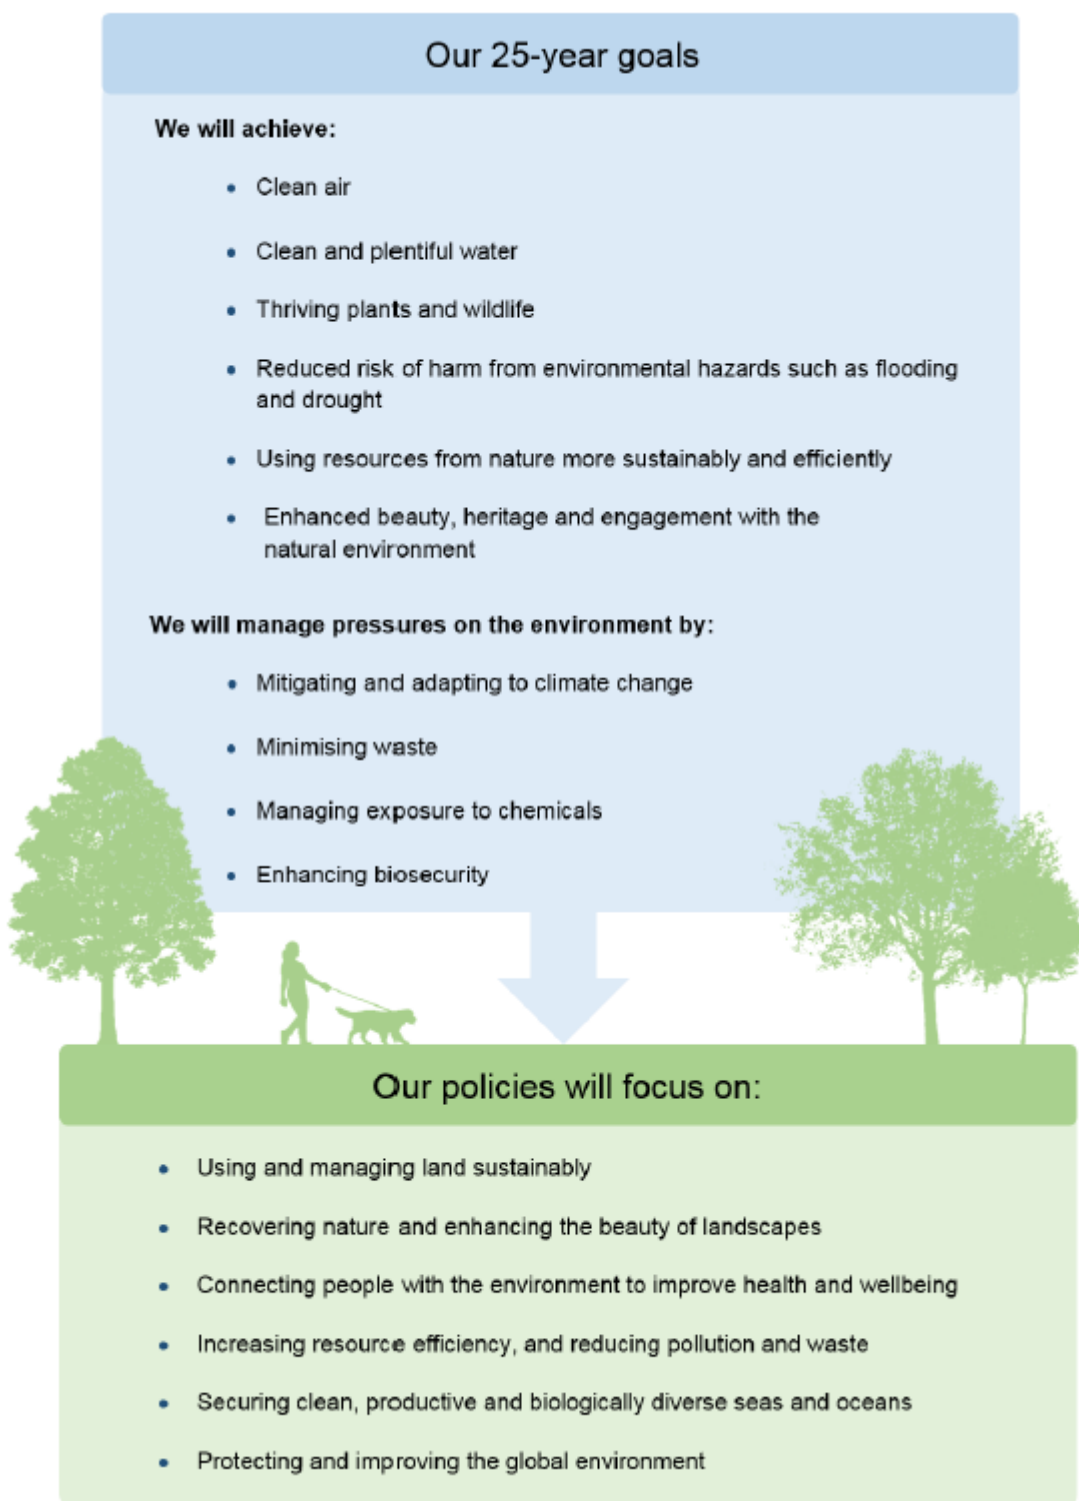 Our 25-year goals
We will achieve:
• Clean air
• Clean and plentiful water
• Thriving plants and wildlife
• Reduced risk of harm from environmental hazards such as flooding
and drought
• Using resources from nature more sustainably and efficiently
• Enhanced beauty, heritage and engagement with the
natural environment
We will manage pressures on the environment by:
• Mitigating and adapting to climate change
• Minimising waste
• Managing exposure to chemicals
• Enhancing biosecurity
Our policies will focus on:
• Using and managing land sustainably
• Recovering nature and enhancing the beauty of landscapes
• Connecting people with the environment to improve health and wellbeing
• Increasing resource efficiency, and reducing pollution and waste
• Securing clean, productive and biologically diverse seas and oceans
• Protecting and improving the global environment